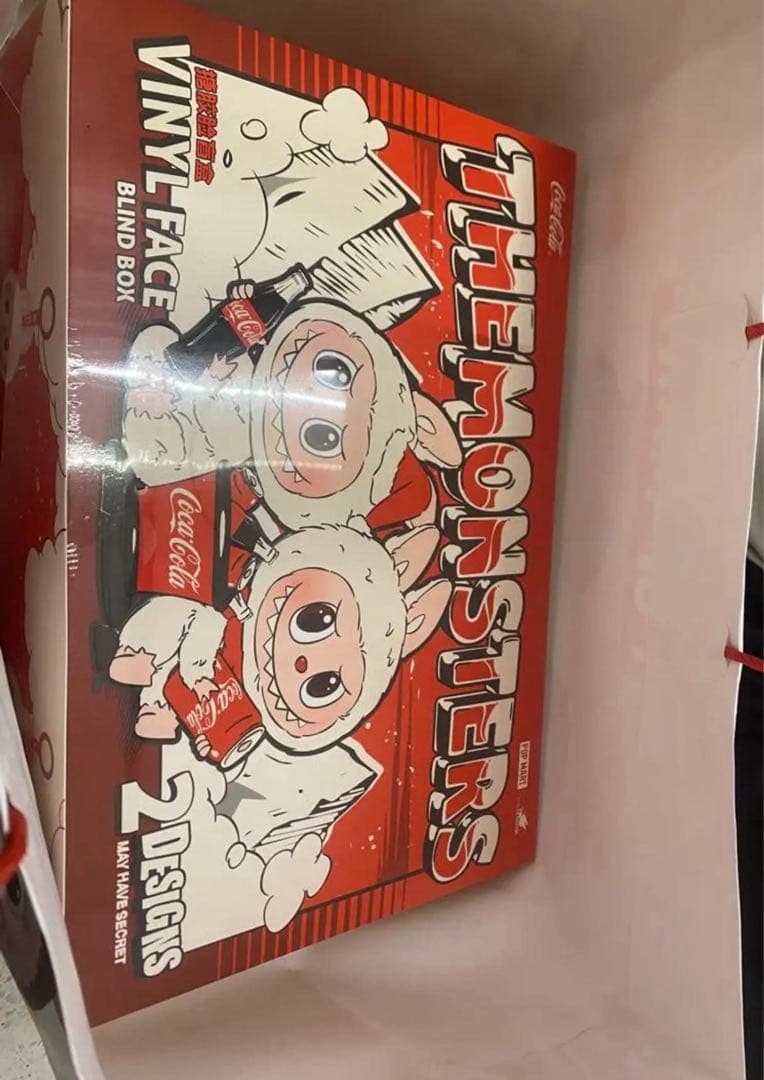 Coca-Cola
THE MONSTERS
POP MART
Coca-Cola
Coca-Cola
Coca-Cola
搪胶脸盲盒
VINYL FACE
BLIND BOX
2 DESIGNS
MAY HAVE SECRET